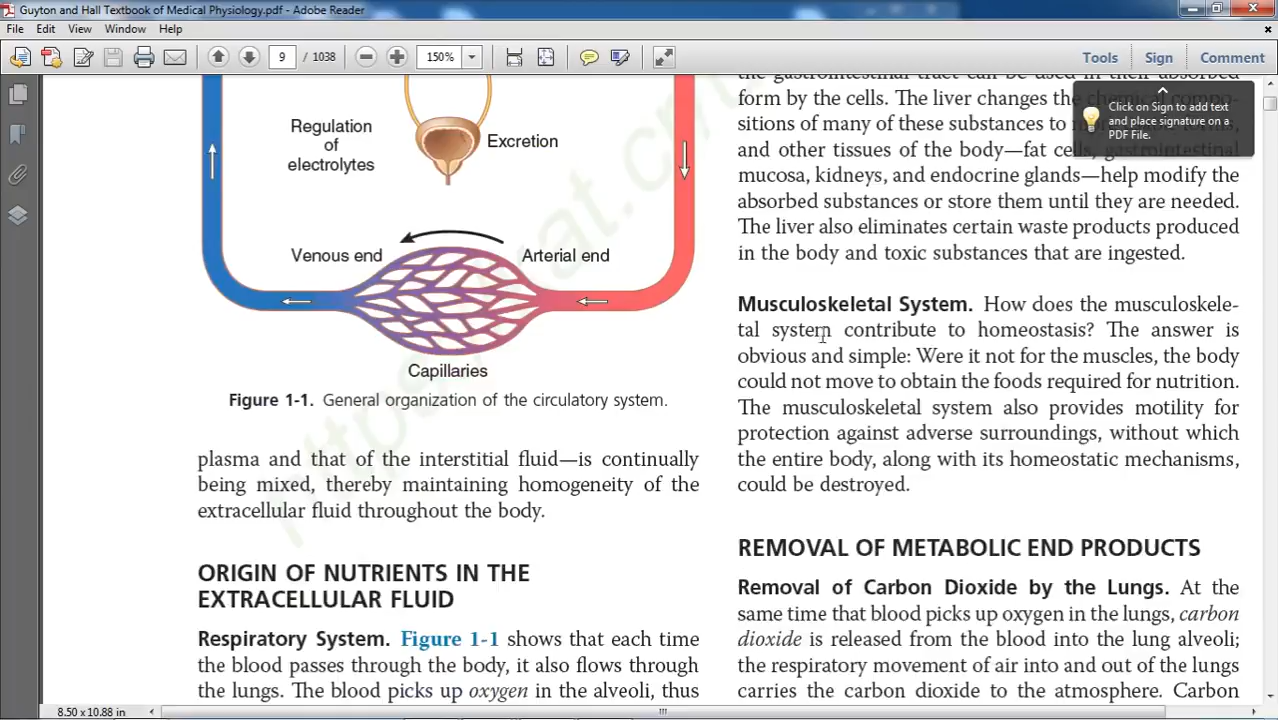 Guyton and Hall Textbook of Medical Physiology.pdf - Adobe Reader
File Edit View Window Help
9 / 1038 150% Tools Sign Comment
Click on Sign to add text
and place signature on a
PDF File.
Regulation
of
electrolytes
Excretion
Venous end
Arterial end
Capillaries
Figure 1-1. General organization of the circulatory system.
plasma and that of the interstitial fluid—is continually
being mixed, thereby maintaining homogeneity of the
extracellular fluid throughout the body.
ORIGIN OF NUTRIENTS IN THE
EXTRACELLULAR FLUID
Respiratory System. Figure 1-1 shows that each time
the blood passes through the body, it also flows through
the lungs. The blood picks up oxygen in the alveoli, thus
the gastrointestinal tract can be used in their absorbed
form by the cells. The liver changes the chemical compo-
sitions of many of these substances to
and other tissues of the body—fat cells, gastrointestinal
mucosa, kidneys, and endocrine glands—help modify the
absorbed substances or store them until they are needed.
The liver also eliminates certain waste products produced
in the body and toxic substances that are ingested.
Musculoskeletal System. How does the musculoskele-
tal system contribute to homeostasis? The answer is
obvious and simple: Were it not for the muscles, the body
could not move to obtain the foods required for nutrition.
The musculoskeletal system also provides motility for
protection against adverse surroundings, without which
the entire body, along with its homeostatic mechanisms,
could be destroyed.
REMOVAL OF METABOLIC END PRODUCTS
Removal of Carbon Dioxide by the Lungs. At the
same time that blood picks up oxygen in the lungs, carbon
dioxide is released from the blood into the lung alveoli;
the respiratory movement of air into and out of the lungs
carries the carbon dioxide to the atmosphere. Carbon
8.50 x 10.88 in